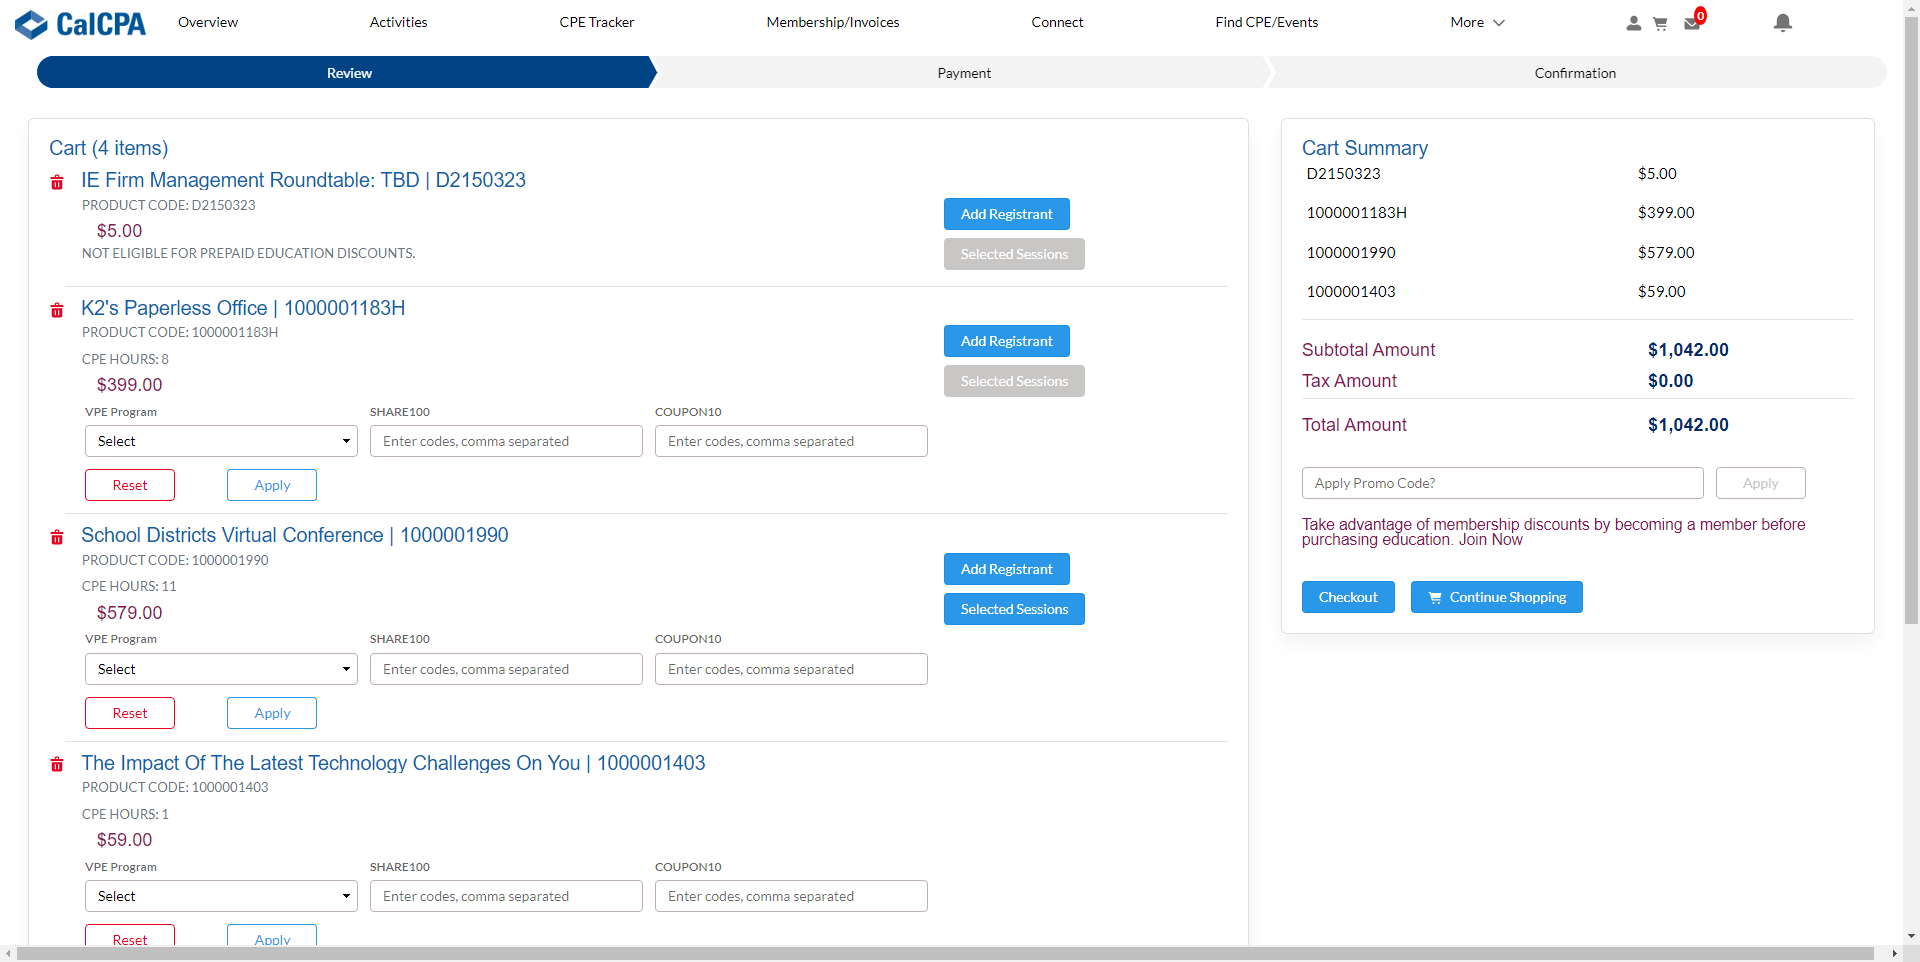 CalCPA
Overview
Activities
CPE Tracker
Membership/Invoices
Connect
Find CPE/Events
More
0
Review
Payment
Confirmation
Cart (4 items)
IE Firm Management Roundtable: TBD | D2150323
PRODUCT CODE: D2150323
$5.00
NOT ELIGIBLE FOR PREPAID EDUCATION DISCOUNTS.
Add Registrant
Selected Sessions
K2's Paperless Office | 1000001183H
PRODUCT CODE: 1000001183H
CPE HOURS: 8
$399.00
Add Registrant
Selected Sessions
VPE Program
SHARE100
COUPON10
Select
Enter codes, comma separated
Enter codes, comma separated
Reset
Apply
School Districts Virtual Conference | 1000001990
PRODUCT CODE: 1000001990
CPE HOURS: 11
$579.00
Add Registrant
Selected Sessions
VPE Program
SHARE100
COUPON10
Select
Enter codes, comma separated
Enter codes, comma separated
Reset
Apply
The Impact Of The Latest Technology Challenges On You | 1000001403
PRODUCT CODE: 1000001403
CPE HOURS: 1
$59.00
VPE Program
SHARE100
COUPON10
Select
Enter codes, comma separated
Enter codes, comma separated
Reset
Apply
Cart Summary
D2150323 $5.00
1000001183H $399.00
1000001990 $579.00
1000001403 $59.00
Subtotal Amount $1,042.00
Tax Amount $0.00
Total Amount $1,042.00
Apply Promo Code?
Apply
Take advantage of membership discounts by becoming a member before
purchasing education. Join Now
Checkout
Continue Shopping